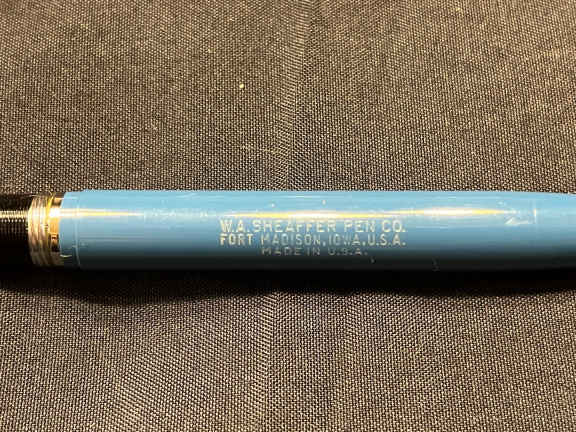 W.A. SHEAFFER PEN CO.
FORT MADISON, IOWA, U.S.A.
MADE IN U.S.A.